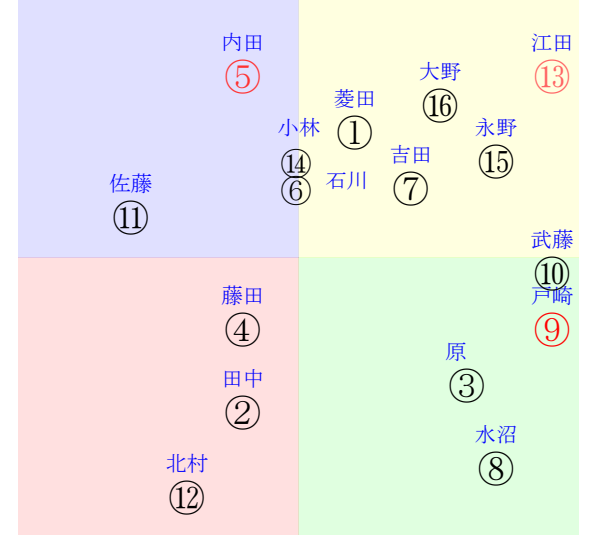 内田
⑤
江田
⑬
大野
⑯
菱田
①
小林
⑭
永野
⑮
吉田
⑦
石川
⑥
佐藤
⑪
武藤
⑩
藤田
④
戸崎
⑨
原
③
田中
②
水沼
⑧
北村
⑫